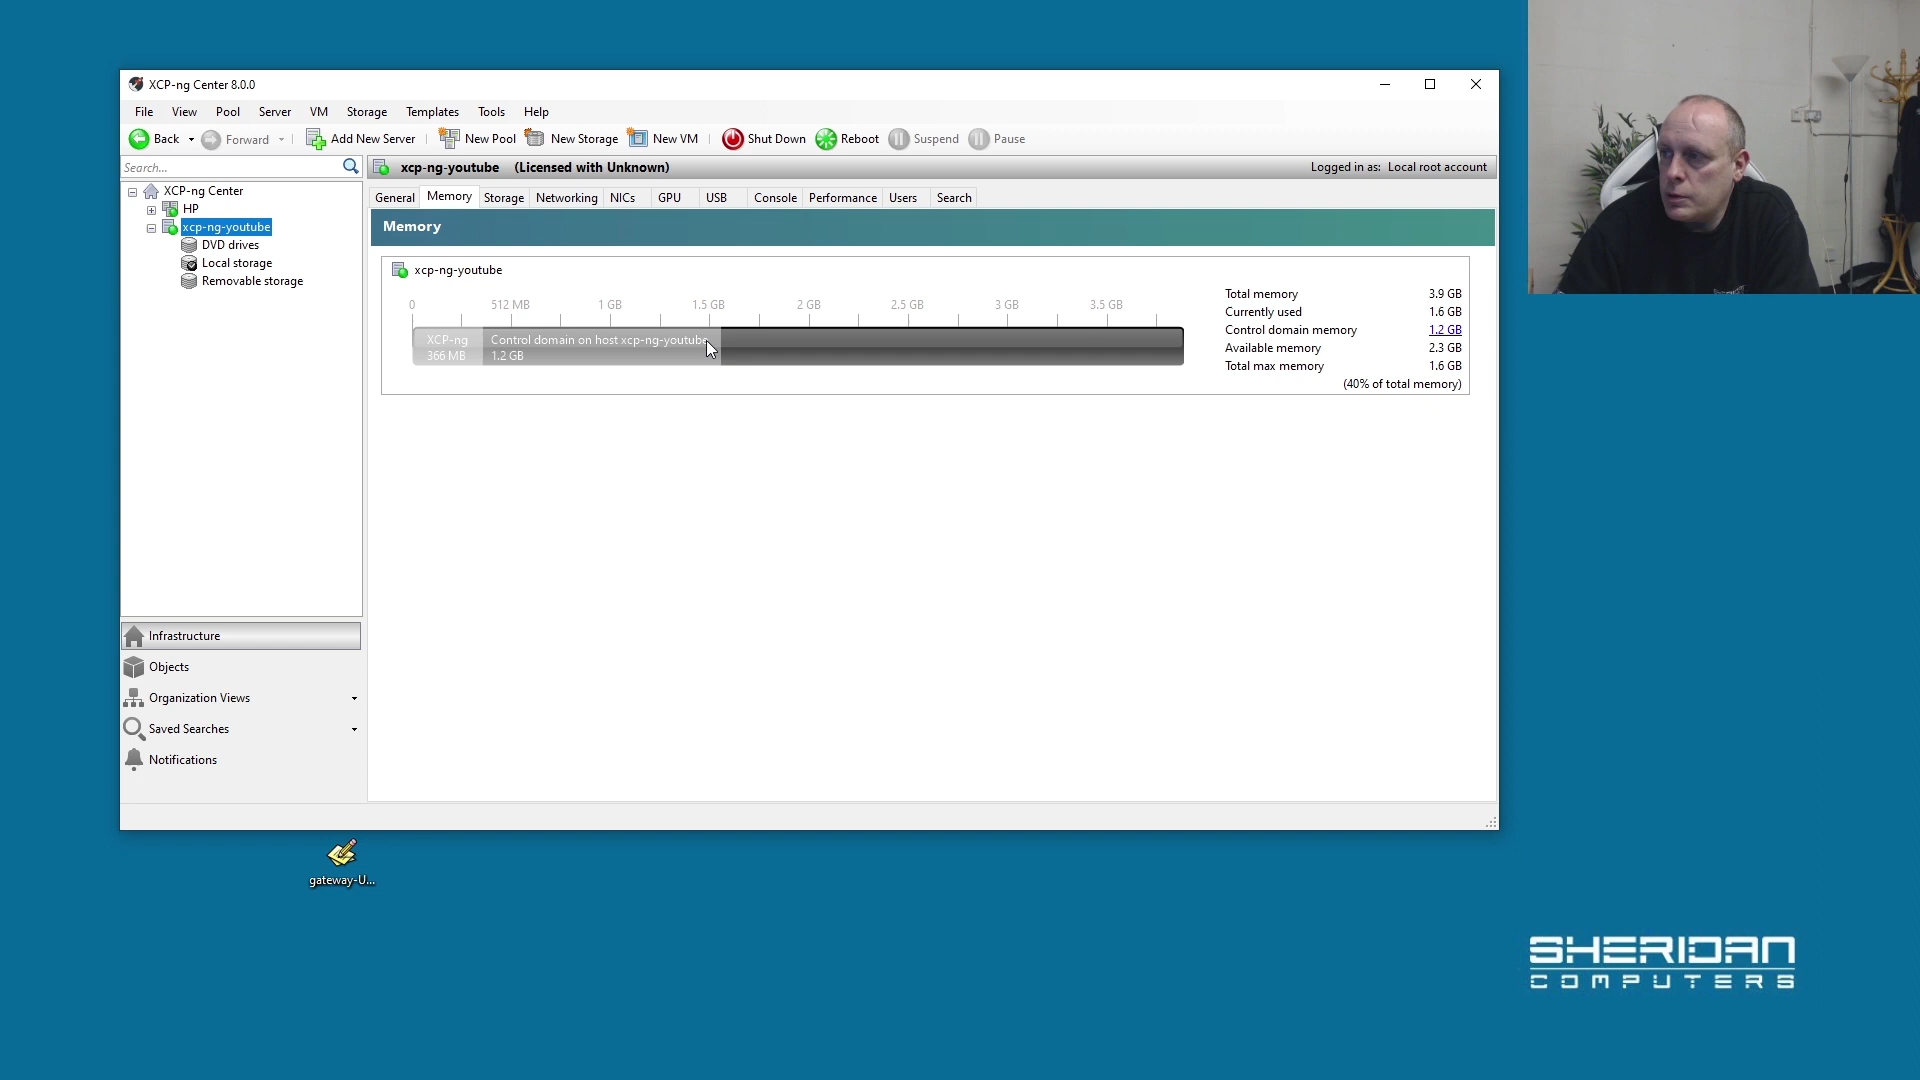 XCP-ng Center 8.0.0
File View Pool Server VM Storage Templates Tools Help
Back Forward Add New Server New Pool New Storage New VM Shut Down Reboot Suspend Pause
Search...
xcp-ng-youtube (Licensed with Unknown) Logged in as: Local root account
XCP-ng Center
HP
xcp-ng-youtube
DVD drives
Local storage
Removable storage
General Memory Storage Networking NICs GPU USB Console Performance Users Search
Memory
xcp-ng-youtube
0 512 MB 1 GB 1.5 GB 2 GB 2.5 GB 3 GB 3.5 GB
XCP-ng Control domain on host xcp-ng-youtube
366 MB 1.2 GB
Total memory 3.9 GB
Currently used 1.6 GB
Control domain memory 1.2 GB
Available memory 2.3 GB
Total max memory 1.6 GB
(40% of total memory)
Infrastructure
Objects
Organization Views
Saved Searches
Notifications
gateway-U...
SHERIDAN
COMPUTERS